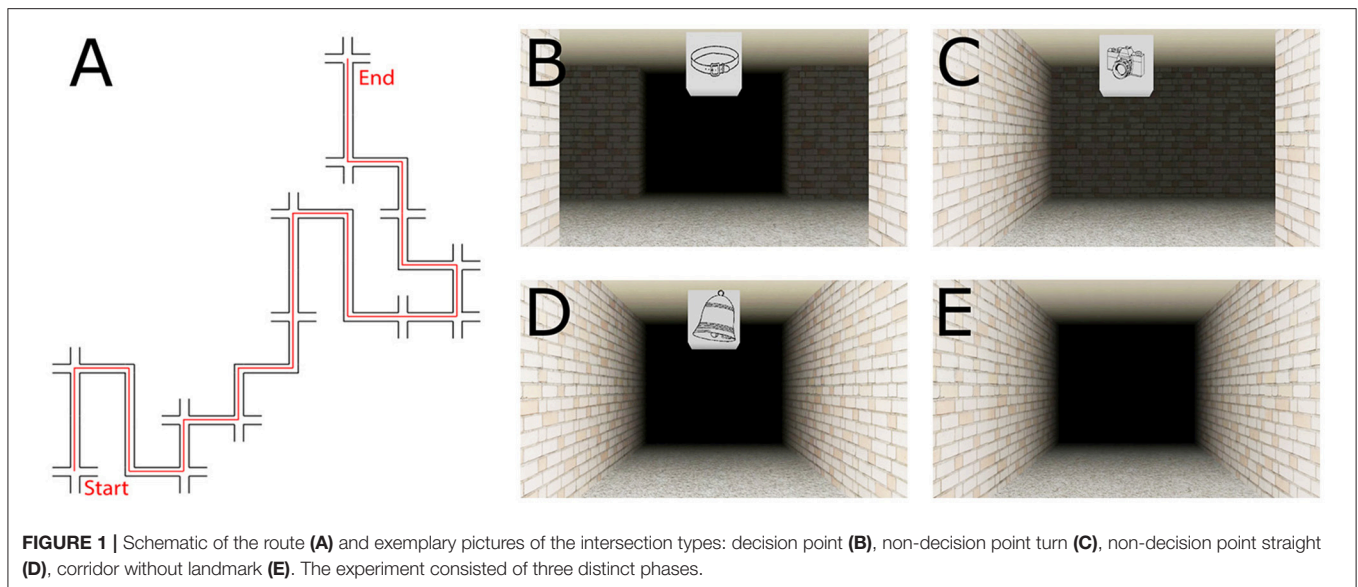 A
End
Start
B
C
D
E
FIGURE 1 | Schematic of the route (A) and exemplary pictures of the intersection types: decision point (B), non-decision point turn (C), non-decision point straight
(D), corridor without landmark (E). The experiment consisted of three distinct phases.